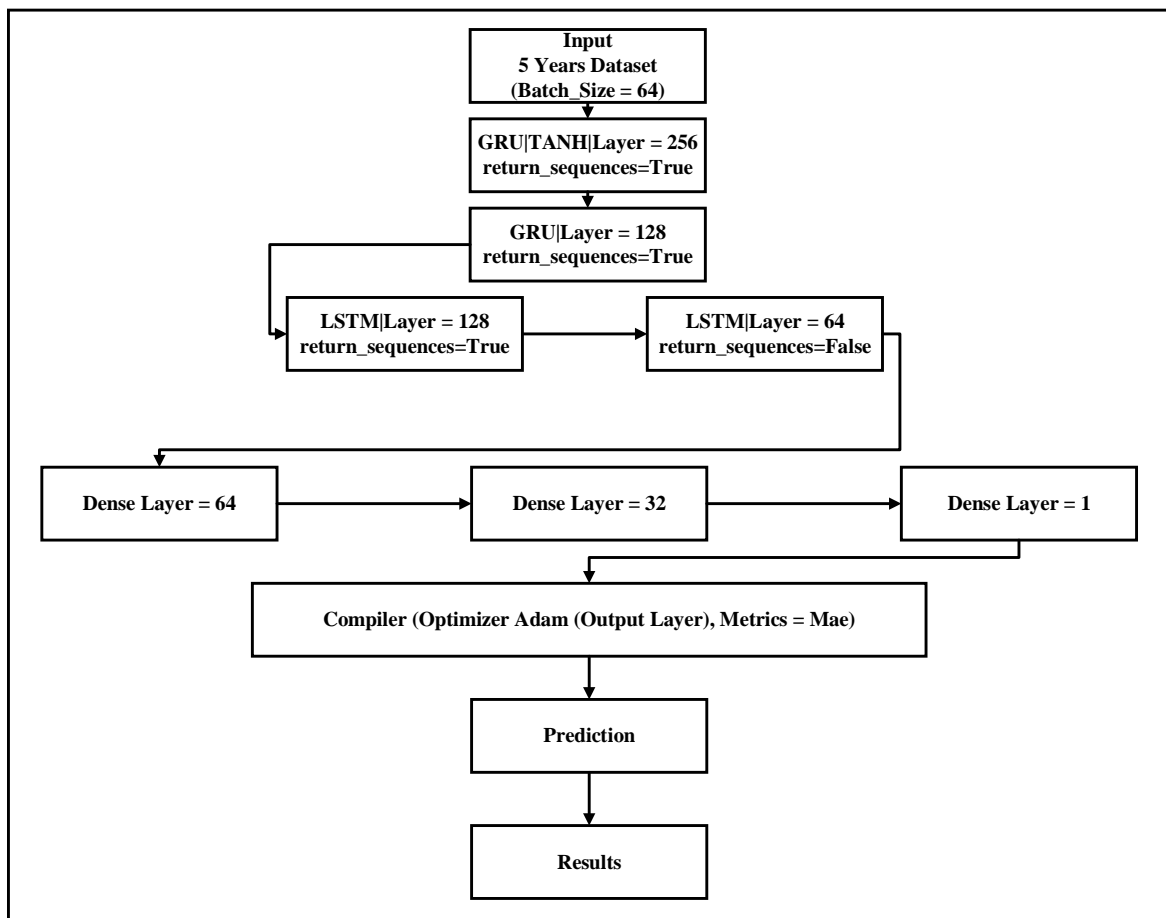 Input
5 Years Dataset
(Batch_Size = 64)
GRU|TANH|Layer = 256
return_sequences=True
GRU|Layer = 128
return_sequences=True
LSTM|Layer = 128
return_sequences=True
LSTM|Layer = 64
return_sequences=False
Dense Layer = 64
Dense Layer = 32
Dense Layer = 1
Compiler (Optimizer Adam (Output Layer), Metrics = Mae)
Prediction
Results